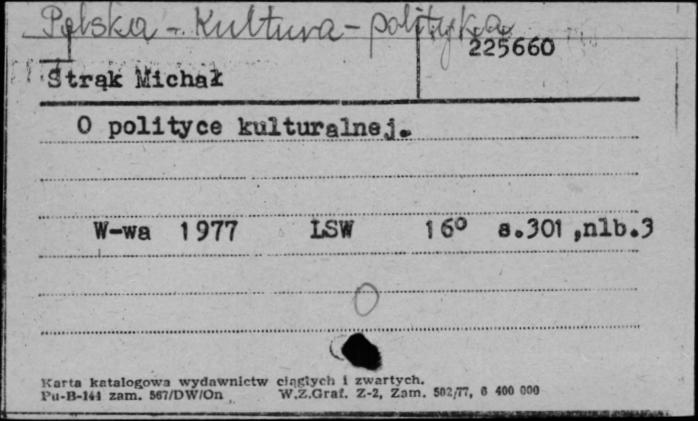 Polska - Kultura - polityka
225660
Strąk Michał
O polityce kulturalnej.
W-wa 1977 LSW 16° s.301,nlb.3
Karta katalogowa wydawnictw ciągłych i zwartych.
Pu-B-144 zam. 567/DW/On W.Z.Graf. Z-2, Zam. 502/77, 6 400 000